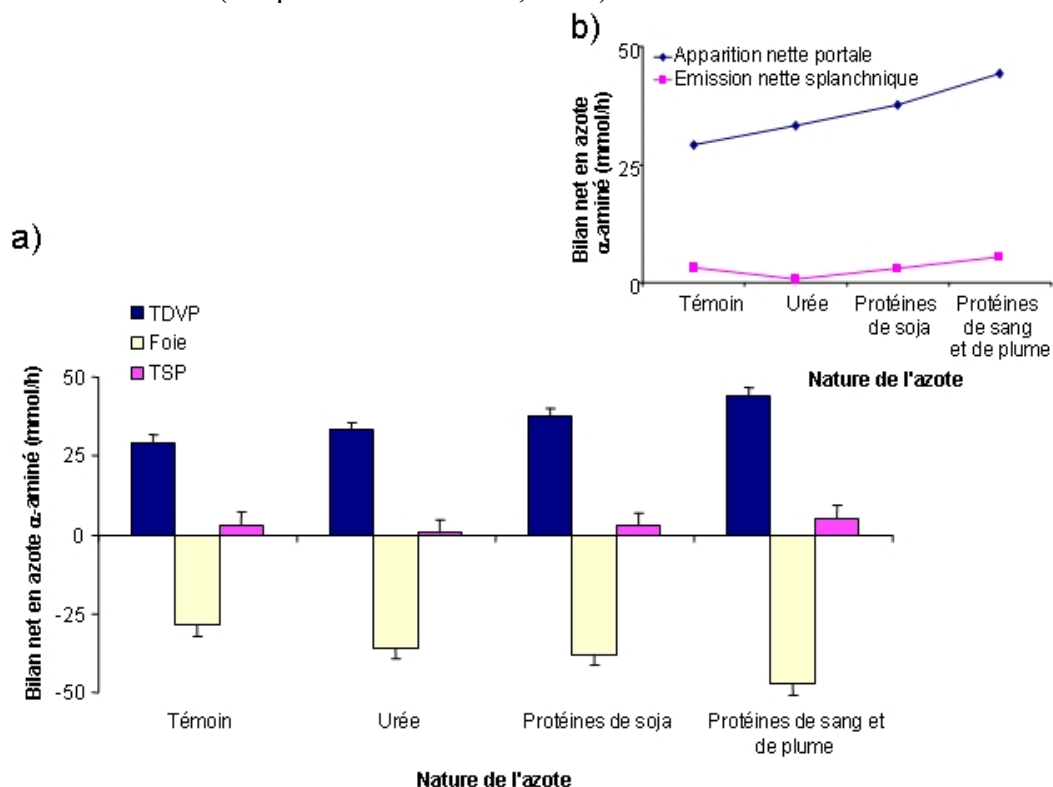 b)
50
Apparition nette portale
Emission nette splanchnique
Bilan net en azote
α-aminé (mmol/h)
25
0
Témoin
Urée
Protéines
de soja
Protéines
de sang
et de plume
Nature de l'azote
a)
TDVP
Foie
TSP
Bilan net en azote α-aminé (mmol/h)
50
25
0
-25
-50
Témoin
Urée
Protéines de soja
Protéines de sang et
de plume
Nature de l'azote